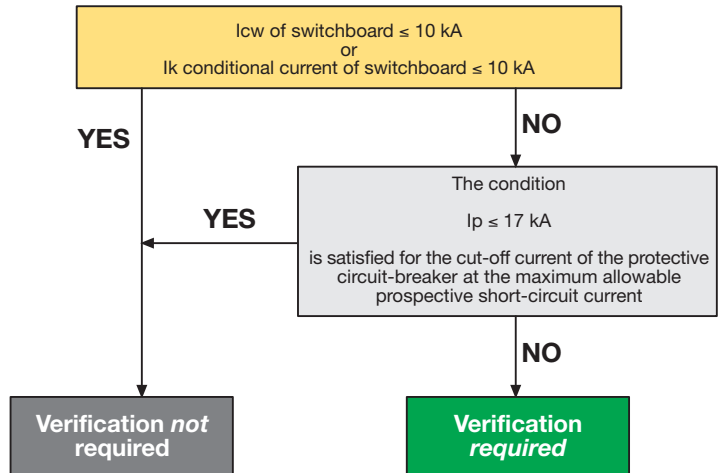 Icw of switchboard ≤ 10 kA
or
Ik conditional current of switchboard ≤ 10 kA
YES
NO
The condition
Ip ≤ 17 kA
is satisfied for the cut-off current of the protective
circuit-breaker at the maximum allowable
prospective short-circuit current
YES
NO
Verification not
required
Verification
required